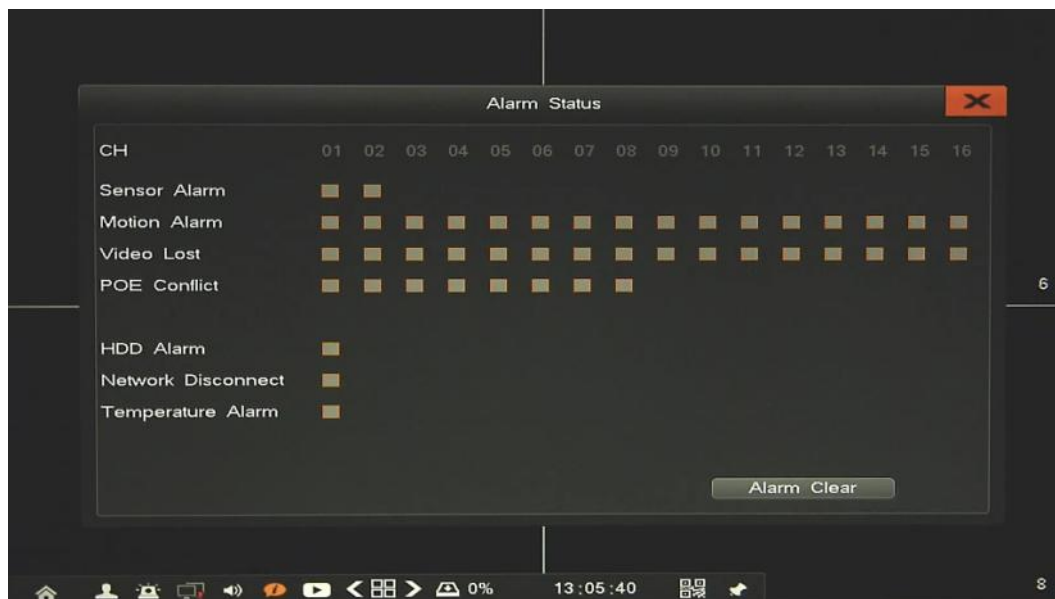 Alarm Status
CH 01 02 03 04 05 06 07 08 09 10 11 12 13 14 15 16
Sensor Alarm
Motion Alarm
Video Lost
POE Conflict
6
HDD Alarm
Network Disconnect
Temperature Alarm
Alarm Clear
0% 13:05:40
8